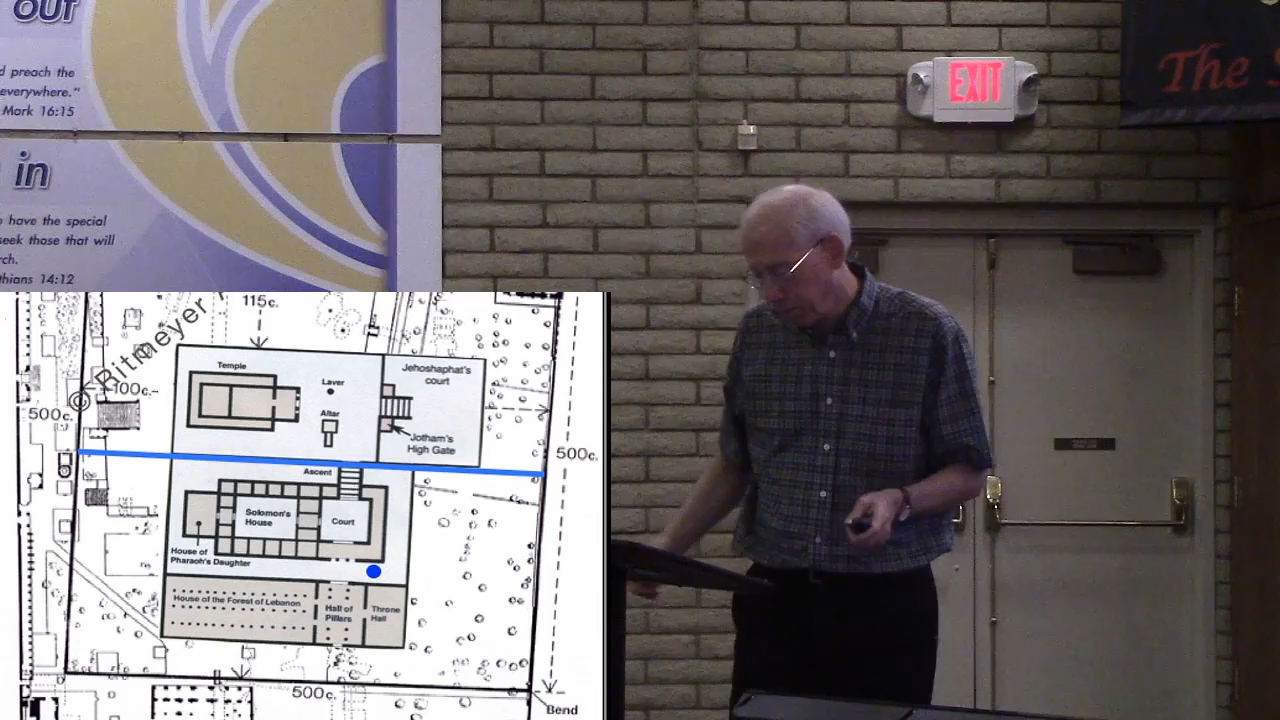 OUT
d preach the
everywhere."
Mark 16:15
in
o have the special
seek those that will
rch.
thians 14:12
EXIT
The
115c.
© Ritmeyer
Temple
Laver
Altar
Jehoshaphat's
court
Jotham's
High Gate
100c.
500c.
500c.
Ascent
Solomon's
House
Court
House of
Pharaoh's Daughter
House of the Forest of Lebanon
Hall of
Pillars
Throne
Hall
500c.
Bend